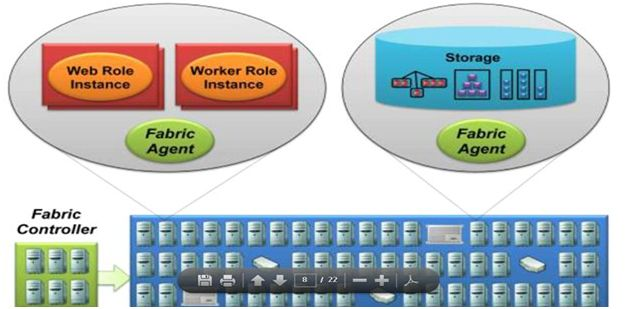 Web Role
Instance
Worker Role
Instance
Fabric
Agent
Storage
Fabric
Agent
Fabric
Controller
8 / 22